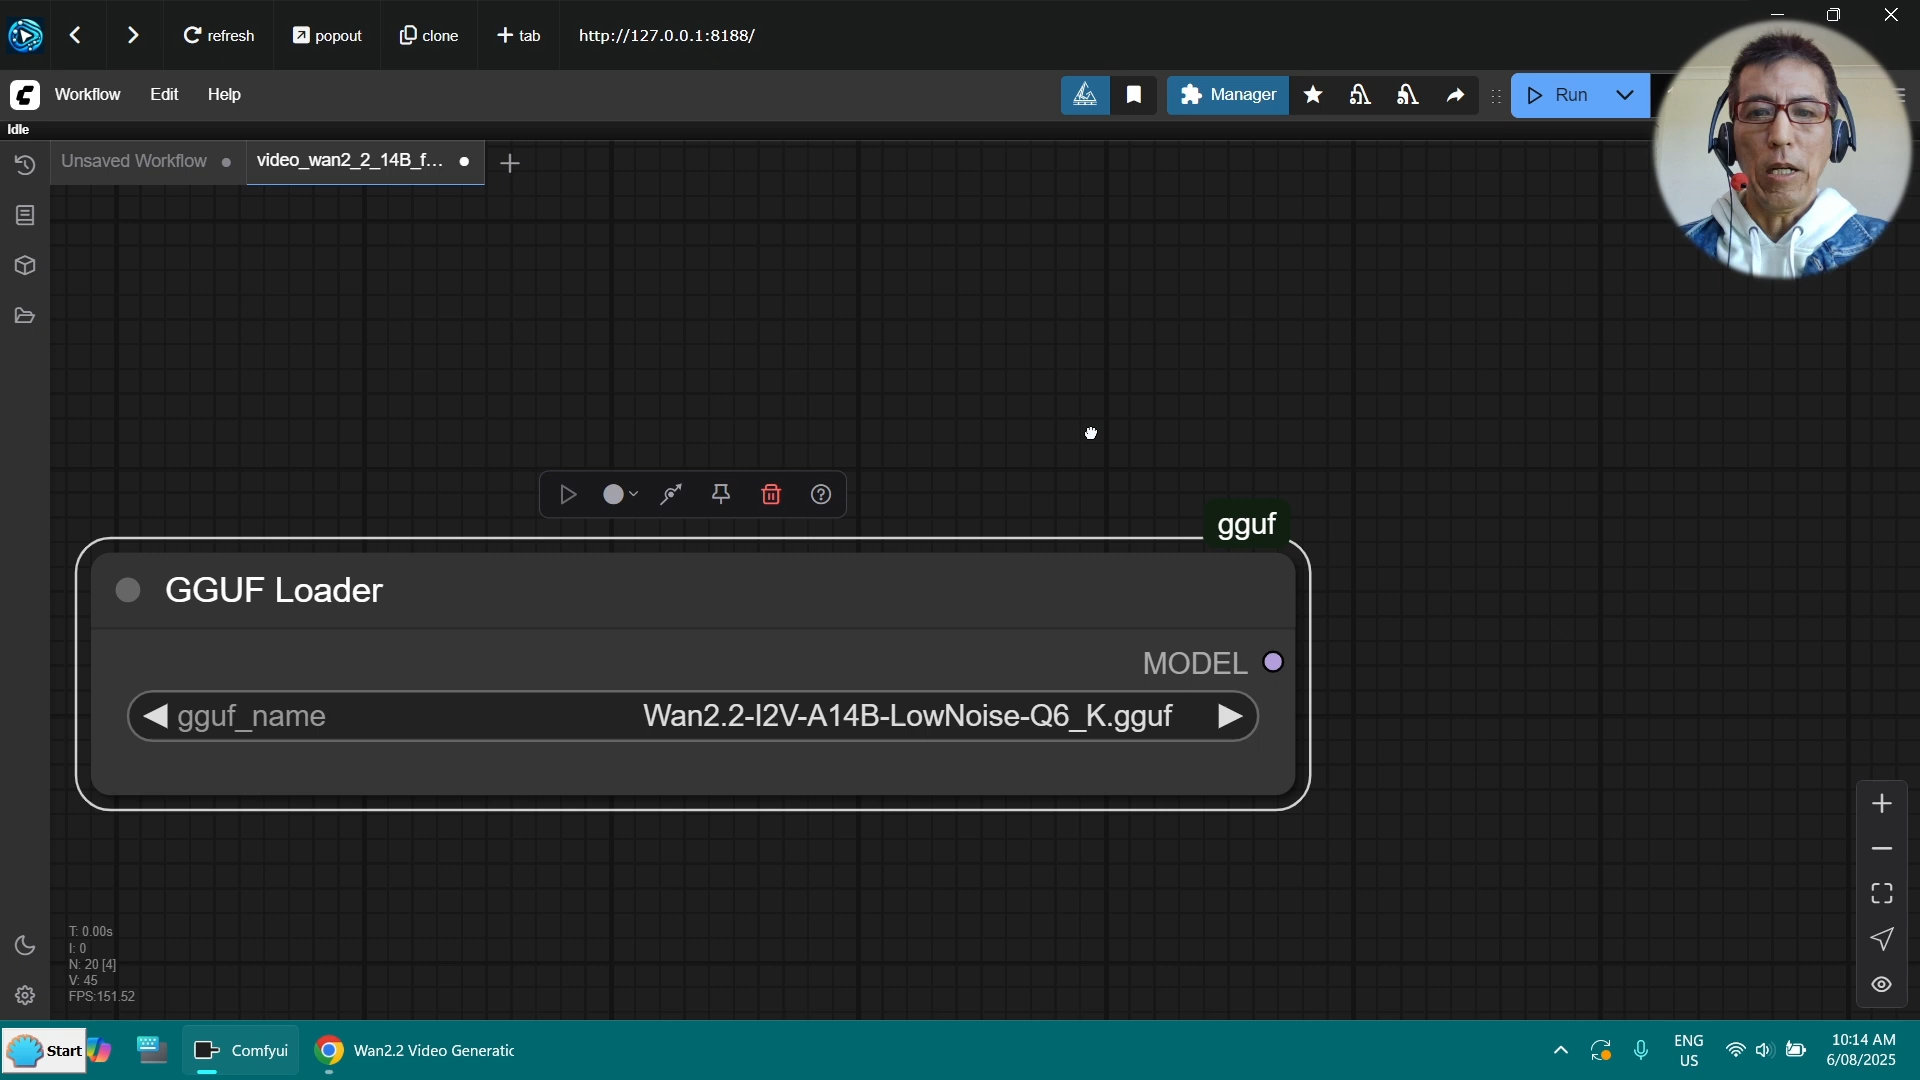 refresh
popout
clone
tab
http://127.0.0.1:8188/
Workflow
Edit
Help
Manager
Run
Idle
Unsaved Workflow
video_wan2_2_14B_f...
gguf
GGUF Loader
MODEL
gguf_name
Wan2.2-I2V-A14B-LowNoise-Q6_K.gguf
T: 0.00s
I: 0
N: 20 [4]
V: 45
FPS:151.52
Start
Comfyui
Wan2.2 Video Generatic
ENG
US
10:14 AM
6/08/2025